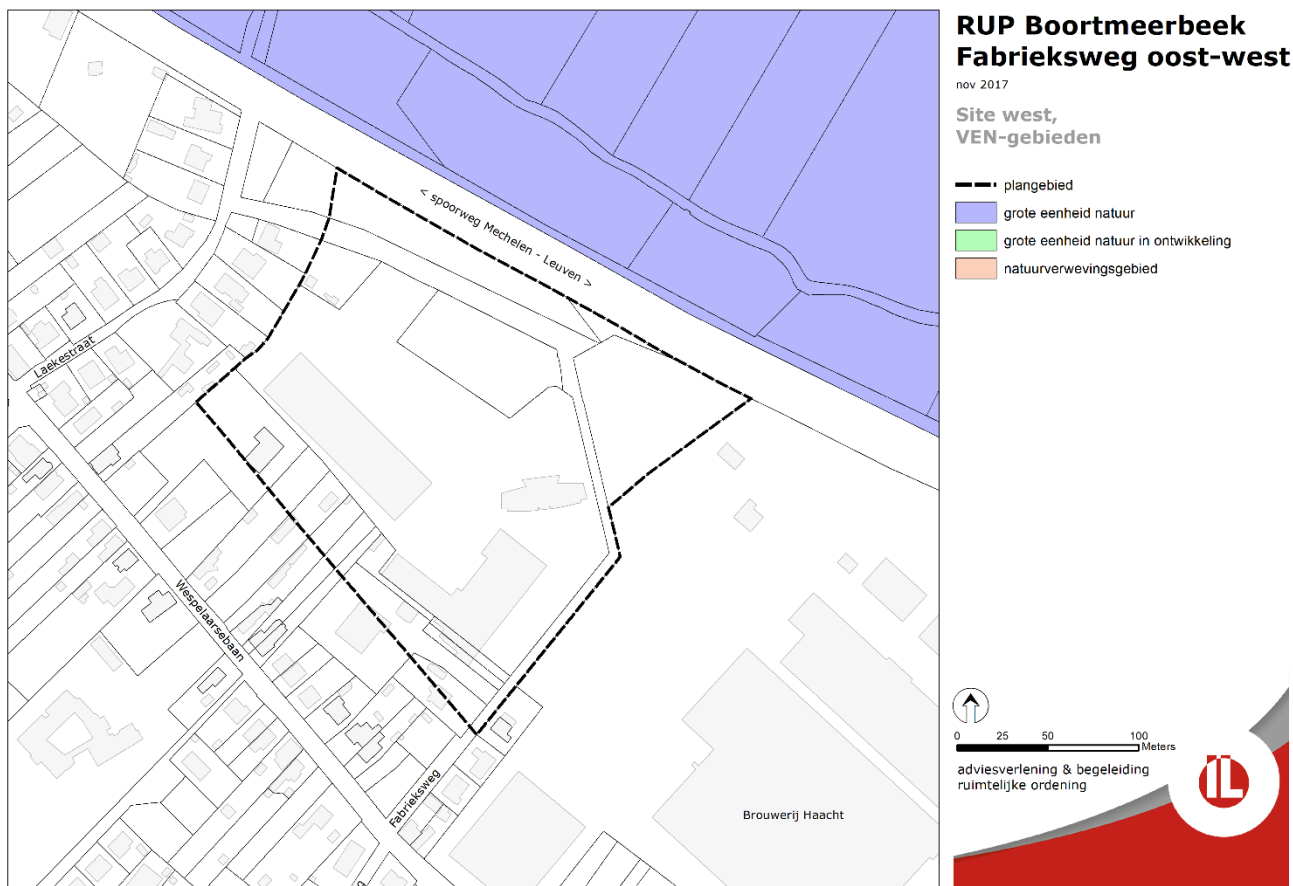 RUP Boortmeerbeek
Fabrieksweg oost-west
nov 2017
Site west,
VEN-gebieden
plangebied
grote eenheid natuur
grote eenheid natuur in ontwikkeling
natuurverwevingsgebied
< spoorweg Mechelen - Leuven >
Laekestraat
Wespelaarsebaan
Fabrieksweg
Brouwerij Haacht
0 25 50 100
Meters
adviesverlening & begeleiding
ruimtelijke ordening
IL